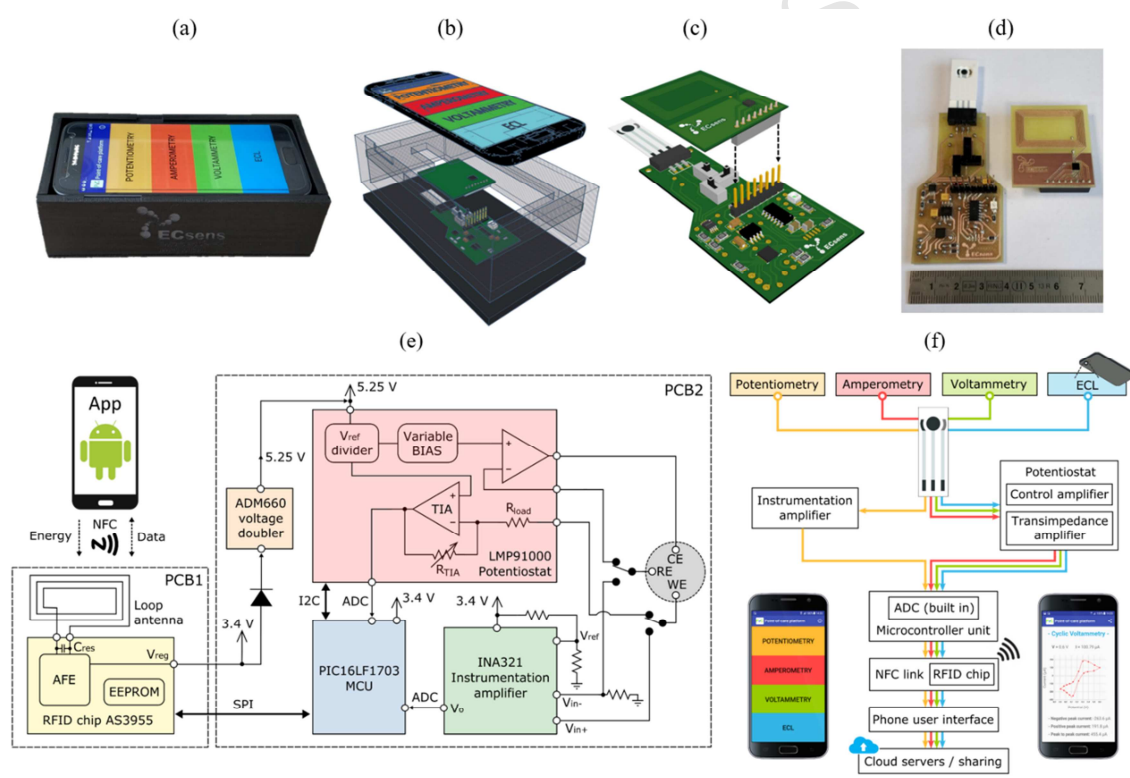 (a)
(b)
(c)
(d)
POTENTIOMETRY
AMPEROMETRY
VOLTAMMETRY
ECL
ECsens
POTENTIOMETRY
AMPEROMETRY
VOLTAMMETRY
ECL
ECsens
ECsens
1 2 3 4 5 6 7
(e)
(f)
App
Energy
NFC
Data
PCB1
Loop
antenna
Cres
3.4 V
Vreg
AFE
EEPROM
RFID chip AS3955
SPI
PCB2
5.25 V
5.25 V
ADM660
voltage
doubler
Vref
divider
Variable
BIAS
+
−
TIA
+
−
Rload
RTIA
LMP91000
Potentiostat
CE
RE
WE
I2C
ADC
3.4 V
3.4 V
PIC16LF1703
MCU
ADC
Vo
INA321
Instrumentation
amplifier
Vref
Vin-
Vin+
Potentiometry
Amperometry
Voltammetry
ECL
Instrumentation
amplifier
Potentiostat
Control amplifier
Transimpedance
amplifier
ADC (built in)
Microcontroller unit
NFC link
RFID chip
Phone user interface
Cloud servers / sharing
POTENTIOMETRY
AMPEROMETRY
VOLTAMMETRY
ECL
- Cyclic Voltammetry -